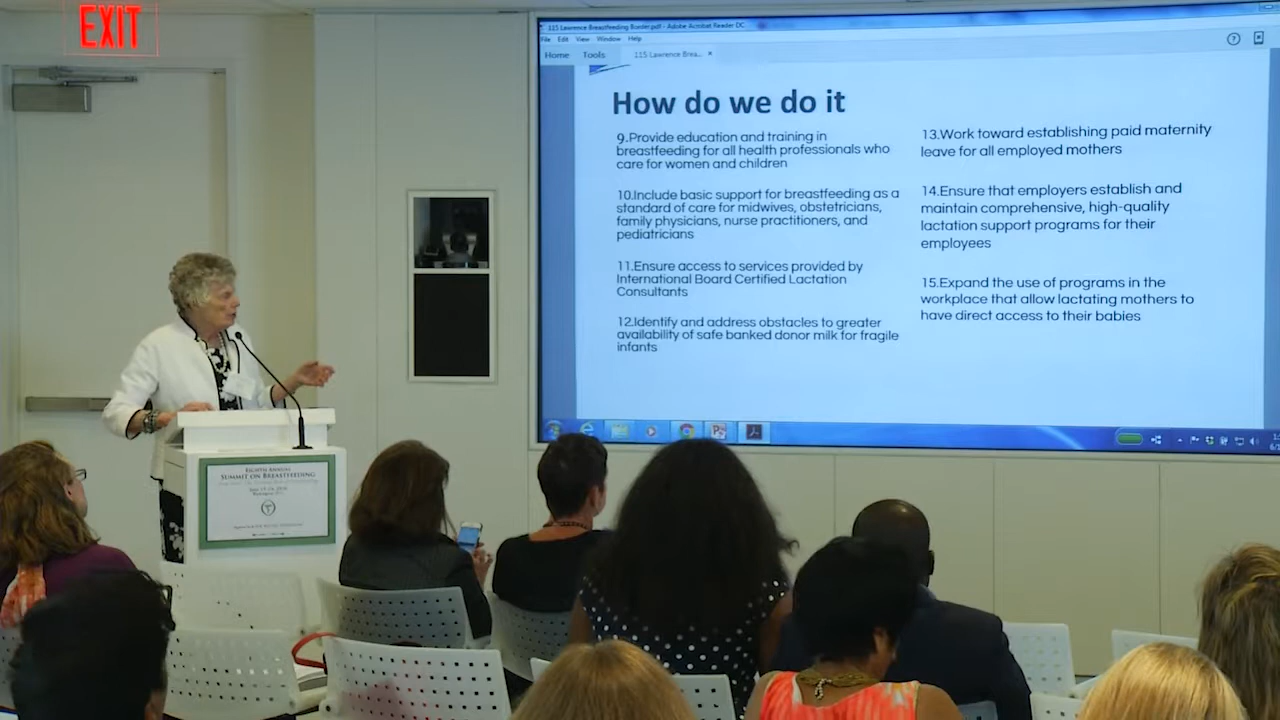 EXIT
115 Lawrence Breastfeeding Border.pdf - Adobe Acrobat Reader DC
File Edit View Window Help
Home Tools 115 Lawrence Brea... ×
How do we do it
9.Provide education and training in
breastfeeding for all health professionals who
care for women and children
10.Include basic support for breastfeeding as a
standard of care for midwives, obstetricians,
family physicians, nurse practitioners, and
pediatricians
11.Ensure access to services provided by
International Board Certified Lactation
Consultants
12.Identify and address obstacles to greater
availability of safe banked donor milk for fragile
infants
13.Work toward establishing paid maternity
leave for all employed mothers
14.Ensure that employers establish and
maintain comprehensive, high-quality
lactation support programs for their
employees
15.Expand the use of programs in the
workplace that allow lactating mothers to
have direct access to their babies
EIGHTH ANNUAL
SUMMIT ON BREASTFEEDING